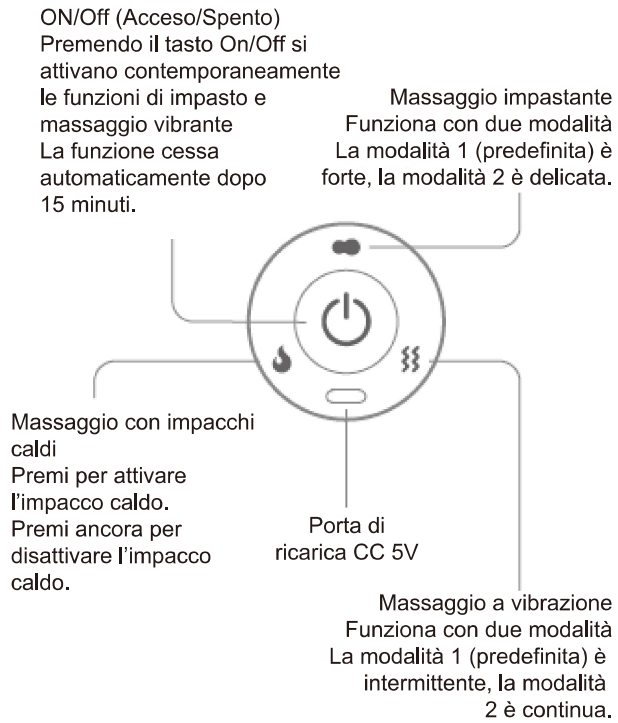 ON/Off (Acceso/Spento)
Premendo il tasto On/Off si
attivano contemporaneamente
le funzioni di impasto e
massaggio vibrante
La funzione cessa
automaticamente dopo
15 minuti.
Massaggio impastante
Funziona con due modalità
La modalità 1 (predefinita) è
forte, la modalità 2 è delicata.
Massaggio con impacchi
caldi
Premi per attivare
l'impacco caldo.
Premi ancora per
disattivare l'impacco
caldo.
Porta di
ricarica CC 5V
Massaggio a vibrazione
Funziona con due modalità
La modalità 1 (predefinita) è
intermittente, la modalità
2 è continua.